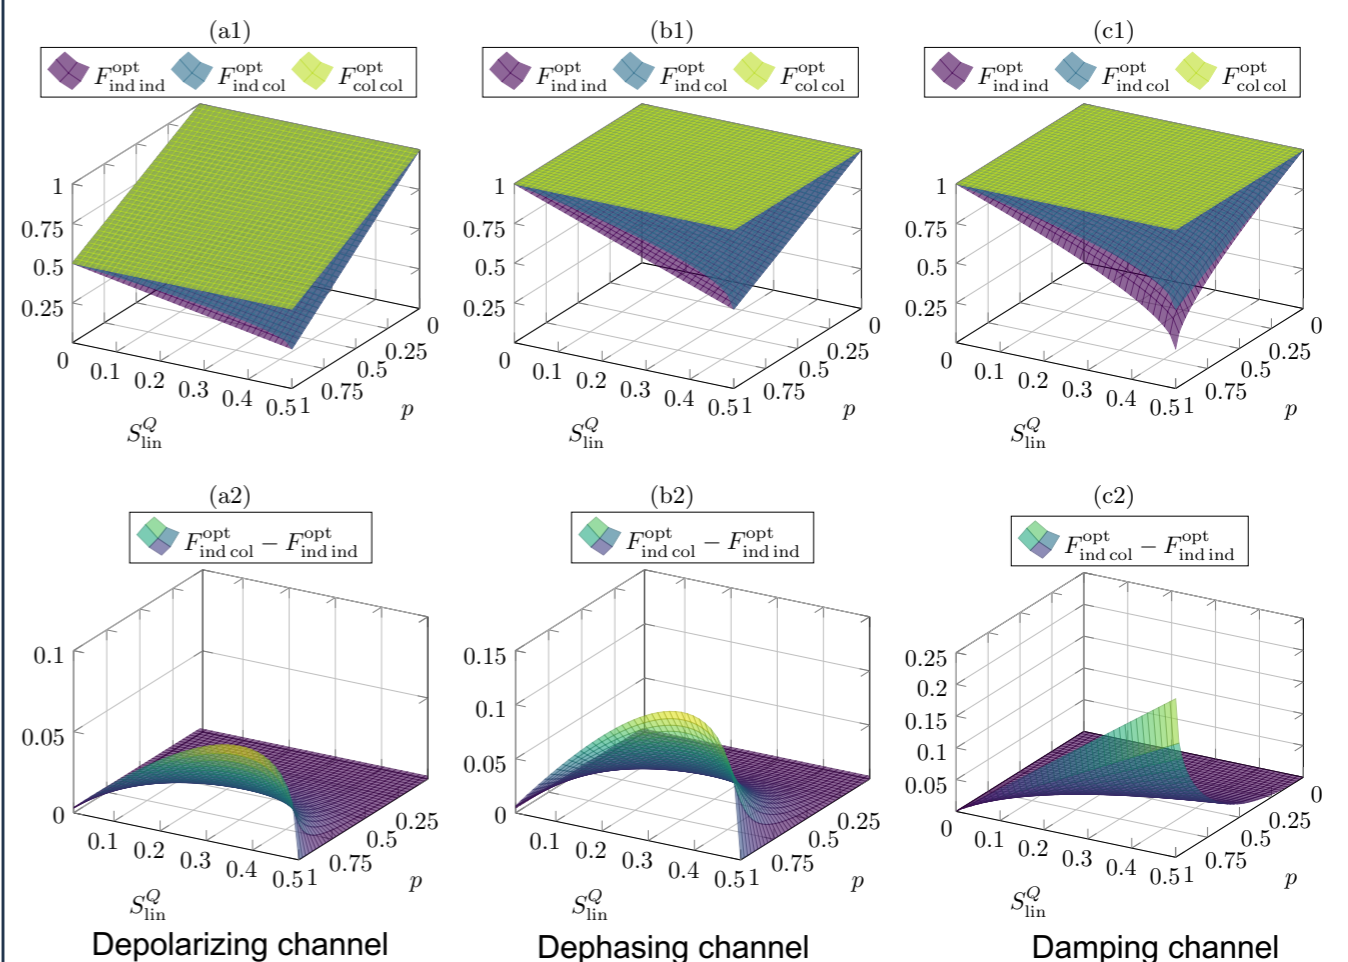 (a1) (b1) (c1)
F^opt_ind ind F^opt_ind col F^opt_col col F^opt_ind ind F^opt_ind col F^opt_col col F^opt_ind ind F^opt_ind col F^opt_col col
1 1 1
0.75 0.75 0.75
0.5 0.5 0.5
0.25 0.25 0.25
0 0.1 0.2 0.3 0.4 0.5 1 0.75 0.5 0.25 0
S^Q_lin p
0 0.1 0.2 0.3 0.4 0.5 1 0.75 0.5 0.25 0
S^Q_lin p
0 0.1 0.2 0.3 0.4 0.5 1 0.75 0.5 0.25 0
S^Q_lin p
(a2) (b2) (c2)
F^opt_ind col − F^opt_ind ind F^opt_ind col − F^opt_ind ind F^opt_ind col − F^opt_ind ind
0.1
0.05
0
0.1 0.2 0.3 0.4 0.5 1 0.75 0.5 0.25
S^Q_lin p
0.15
0.1
0.05
0
0.1 0.2 0.3 0.4 0.5 1 0.75 0.5 0.25
S^Q_lin p
0.25
0.2
0.15
0.1
0.05
0 0.1 0.2 0.3 0.4 0.5 1 0.75 0.5 0.25 0
S^Q_lin p
Depolarizing channel Dephasing channel Damping channel